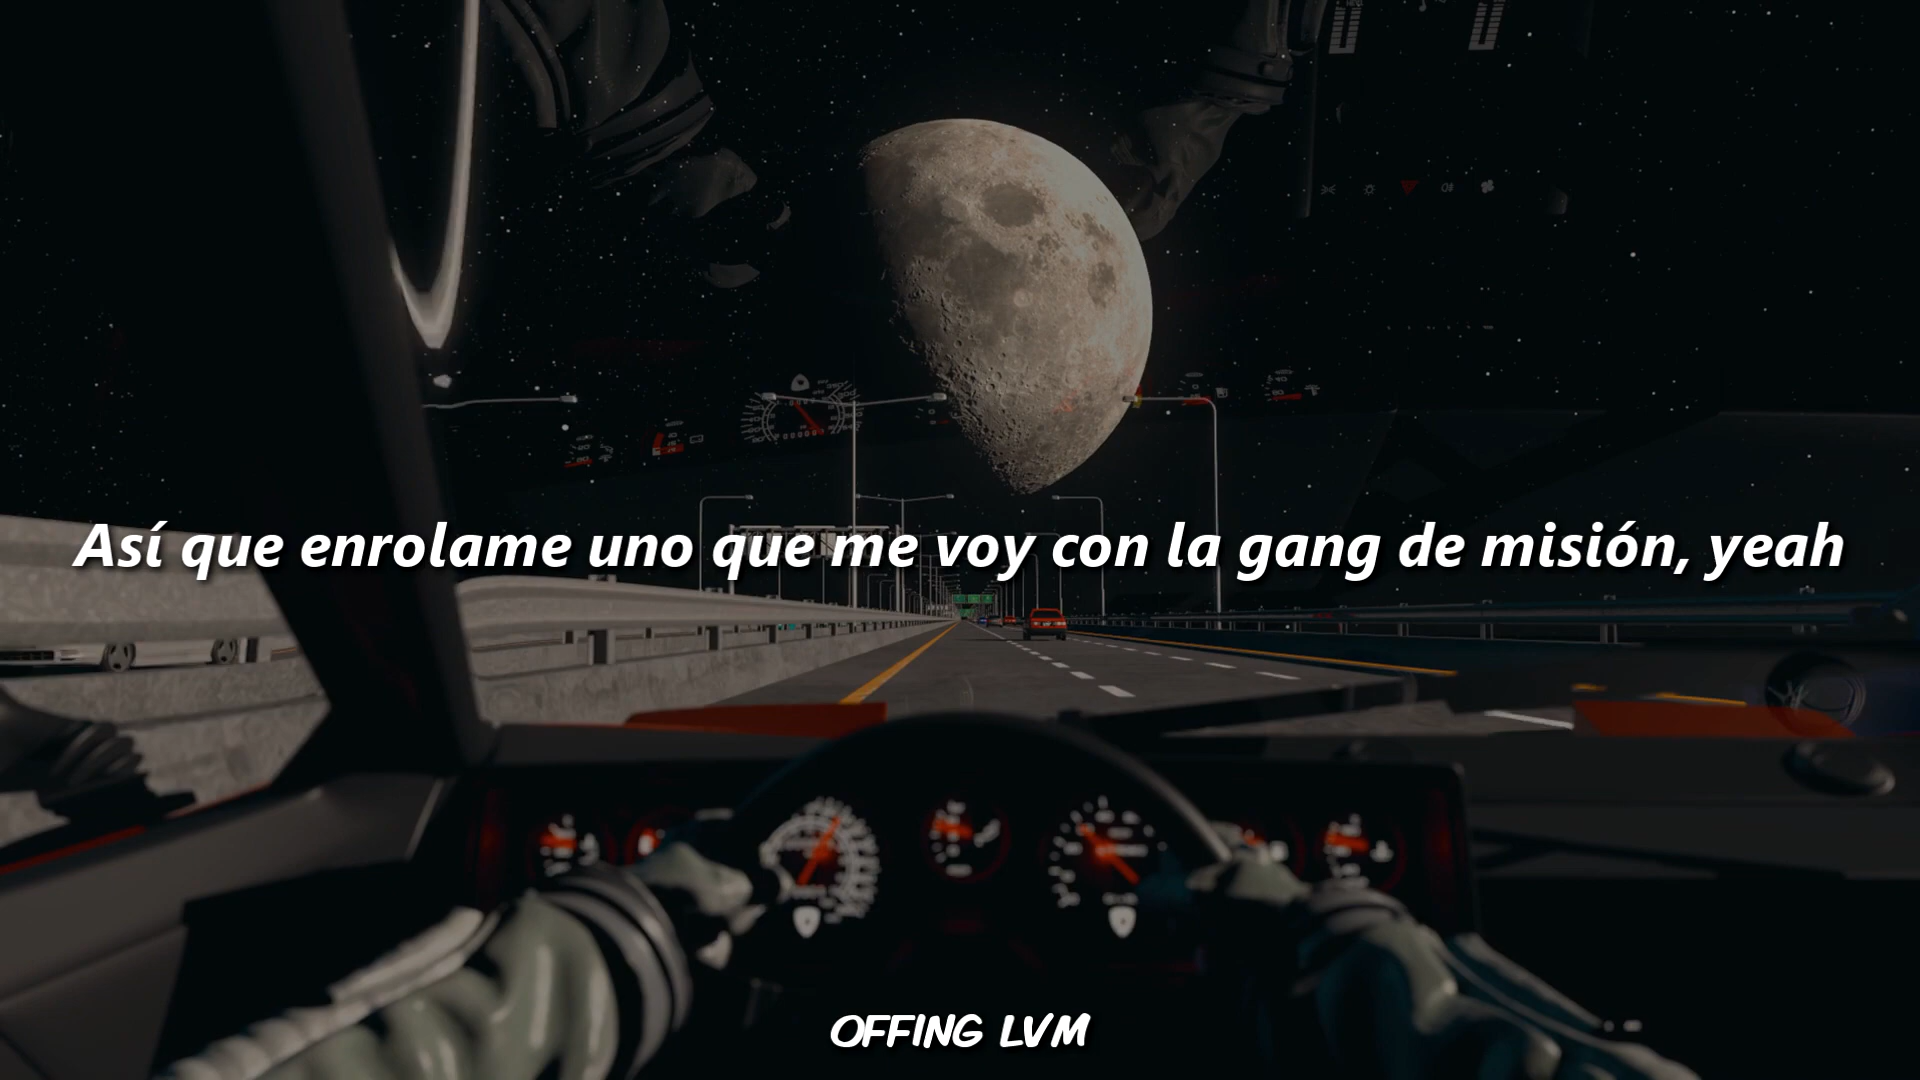 Así que enrolame uno que me voy con la gang de misión, yeah
OFFING LVM